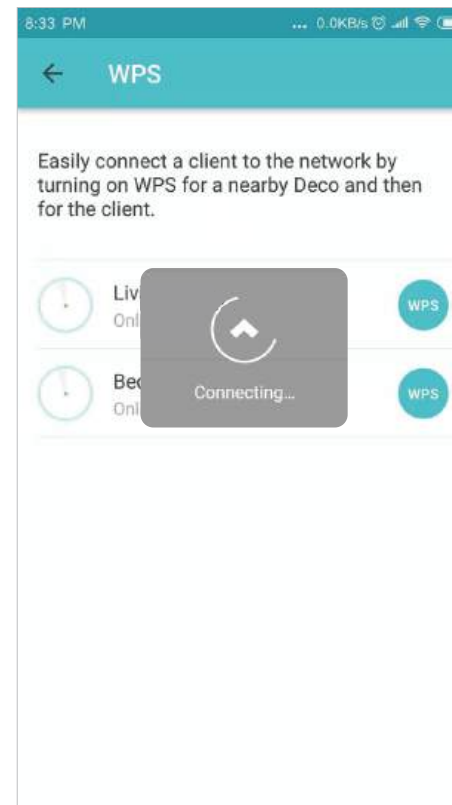 8:33 PM ... 0.0KB/s
WPS
Easily connect a client to the network by
turning on WPS for a nearby Deco and then
for the client.
Liv
Onl
WPS
Connecting...
Bed
Onl
WPS